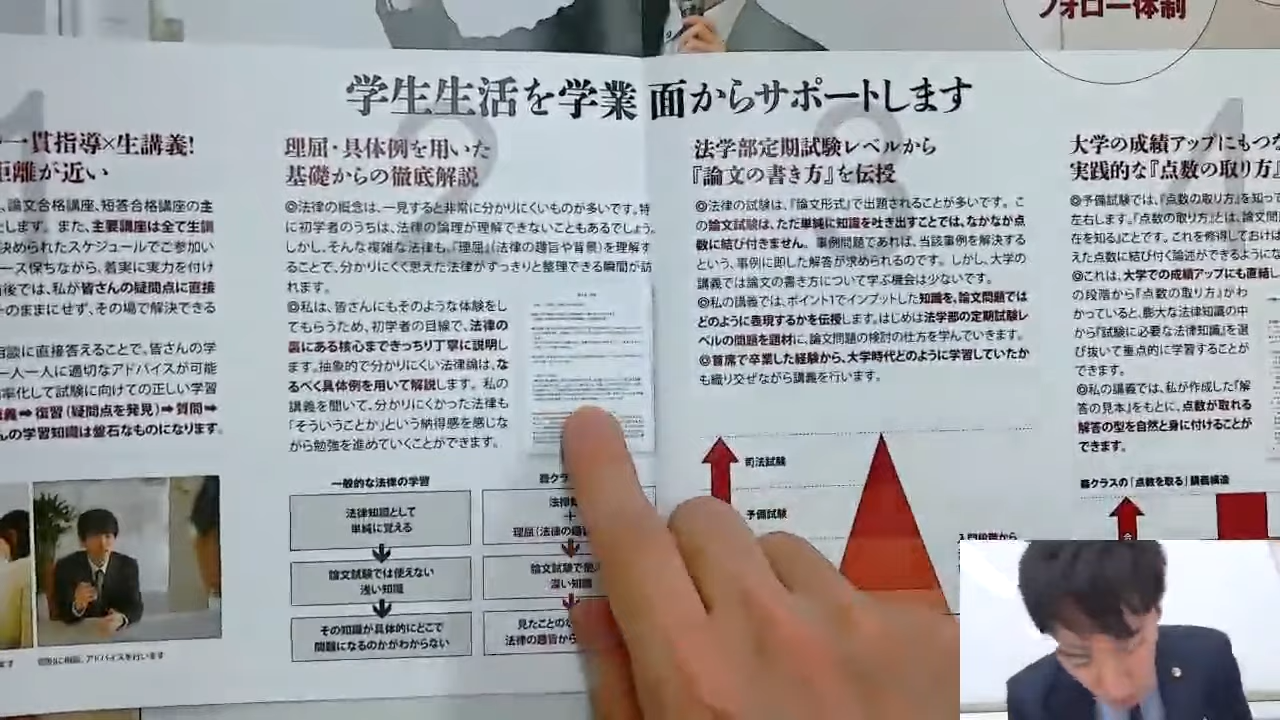 フォロー体制
学生生活を学業面からサポートします
一貫指導×生講義!
距離が近い
、論文合格講座、短答合格講座の主
します。また、主要講座は全て生講
決められたスケジュールでご参加い
ース保ちながら、着実に実力を付け
後では、私が皆さんの疑問点に直接
のままにせず、その場で解決できる
相談に直接答えることで、皆さんの学
一人一人に適切なアドバイスが可能
率化して試験に向けての正しい学習
義➡復習(疑問点を発見)➡質問➡
んの学習知識は盤石なものになります。
個別に相談、アドバイスを行います
理屈・具体例を用いた
基礎からの徹底解説
◎法律の概念は、一見すると非常に分かりにくいものが多いです。特
に初学者のうちは、法律の論理が理解できないこともあるでしょう。
しかし、そんな複雑な法律も、『理屈』(法律の趣旨や背景)を理解す
ることで、分かりにくく思えた法律がすっきりと整理できる瞬間が訪
れます。
◎私は、皆さんにもそのような体験をし
てもらうため、初学者の目線で、法律の
裏にある核心まできっちり丁寧に説明し
ます。抽象的で分かりにくい法律論は、な
るべく具体例を用いて解説します。私の
講義を聞いて、分かりにくかった法律も
「そういうことか」という納得感を感じな
がら勉強を進めていくことができます。
一般的な法律の学習
法律知識として
単純に覚える
論文試験では使えない
浅い知識
その知識が具体的にどこで
問題になるのかがわからない
クラ
法律知
+
理屈(法律の趣旨
論文試験で使え
深い知識
見たことのな
法律の趣旨から
法学部定期試験レベルから
『論文の書き方』を伝授
◎法律の試験は、『論文形式』で出題されることが多いです。こ
の論文試験は、ただ単純に知識を吐き出すことでは、なかなか点
数に結び付きません。事例問題であれば、当該事例を解決する
という、事例に即した解答が求められるのです。しかし、大学の
講義では論文の書き方について学ぶ機会は少ないです。
◎私の講義では、ポイント1でインプットした知識を、論文問題では
どのように表現するかを伝授します。はじめは法学部の定期試験レ
ベルの問題を題材に、論文問題の検討の仕方を学んでいきます。
◎首席で卒業した経験から、大学時代どのように学習していたか
も織り交ぜながら講義を行います。
司法試験
予備試験
入門段階から
大学の成績アップにもつな
実践的な『点数の取り方』
◎予備試験では、『点数の取り方』を知っ
左右します。『点数の取り方』とは、論文問
在を知る』ことです。これを修得しておけば
えた点数に結び付く論述ができるようにな
◎これは、大学での成績アップにも直結し
の段階から『点数の取り方』がわ
かっていると、膨大な法律知識の中
から『試験に必要な法律知識』を選
び抜いて重点的に学習することが
できます。
◎私の講義では、私が作成した『解
答の見本』をもとに、点数が取れる
解答の型を自然と身に付けることが
できます。
クラスの「点数を取る」講義構造